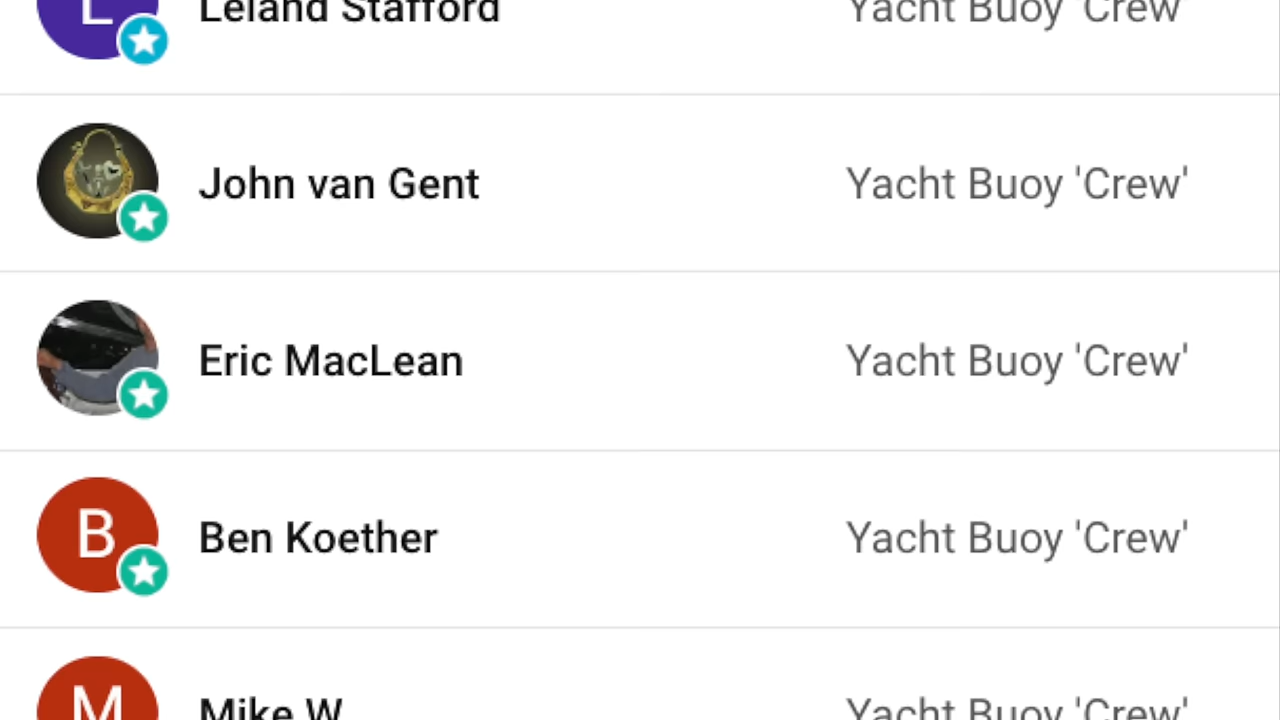 L Leland Stafford Yacht Buoy 'Crew'
John van Gent Yacht Buoy 'Crew'
Eric MacLean Yacht Buoy 'Crew'
B Ben Koether Yacht Buoy 'Crew'
M Mike W Yacht Buoy 'Crew'